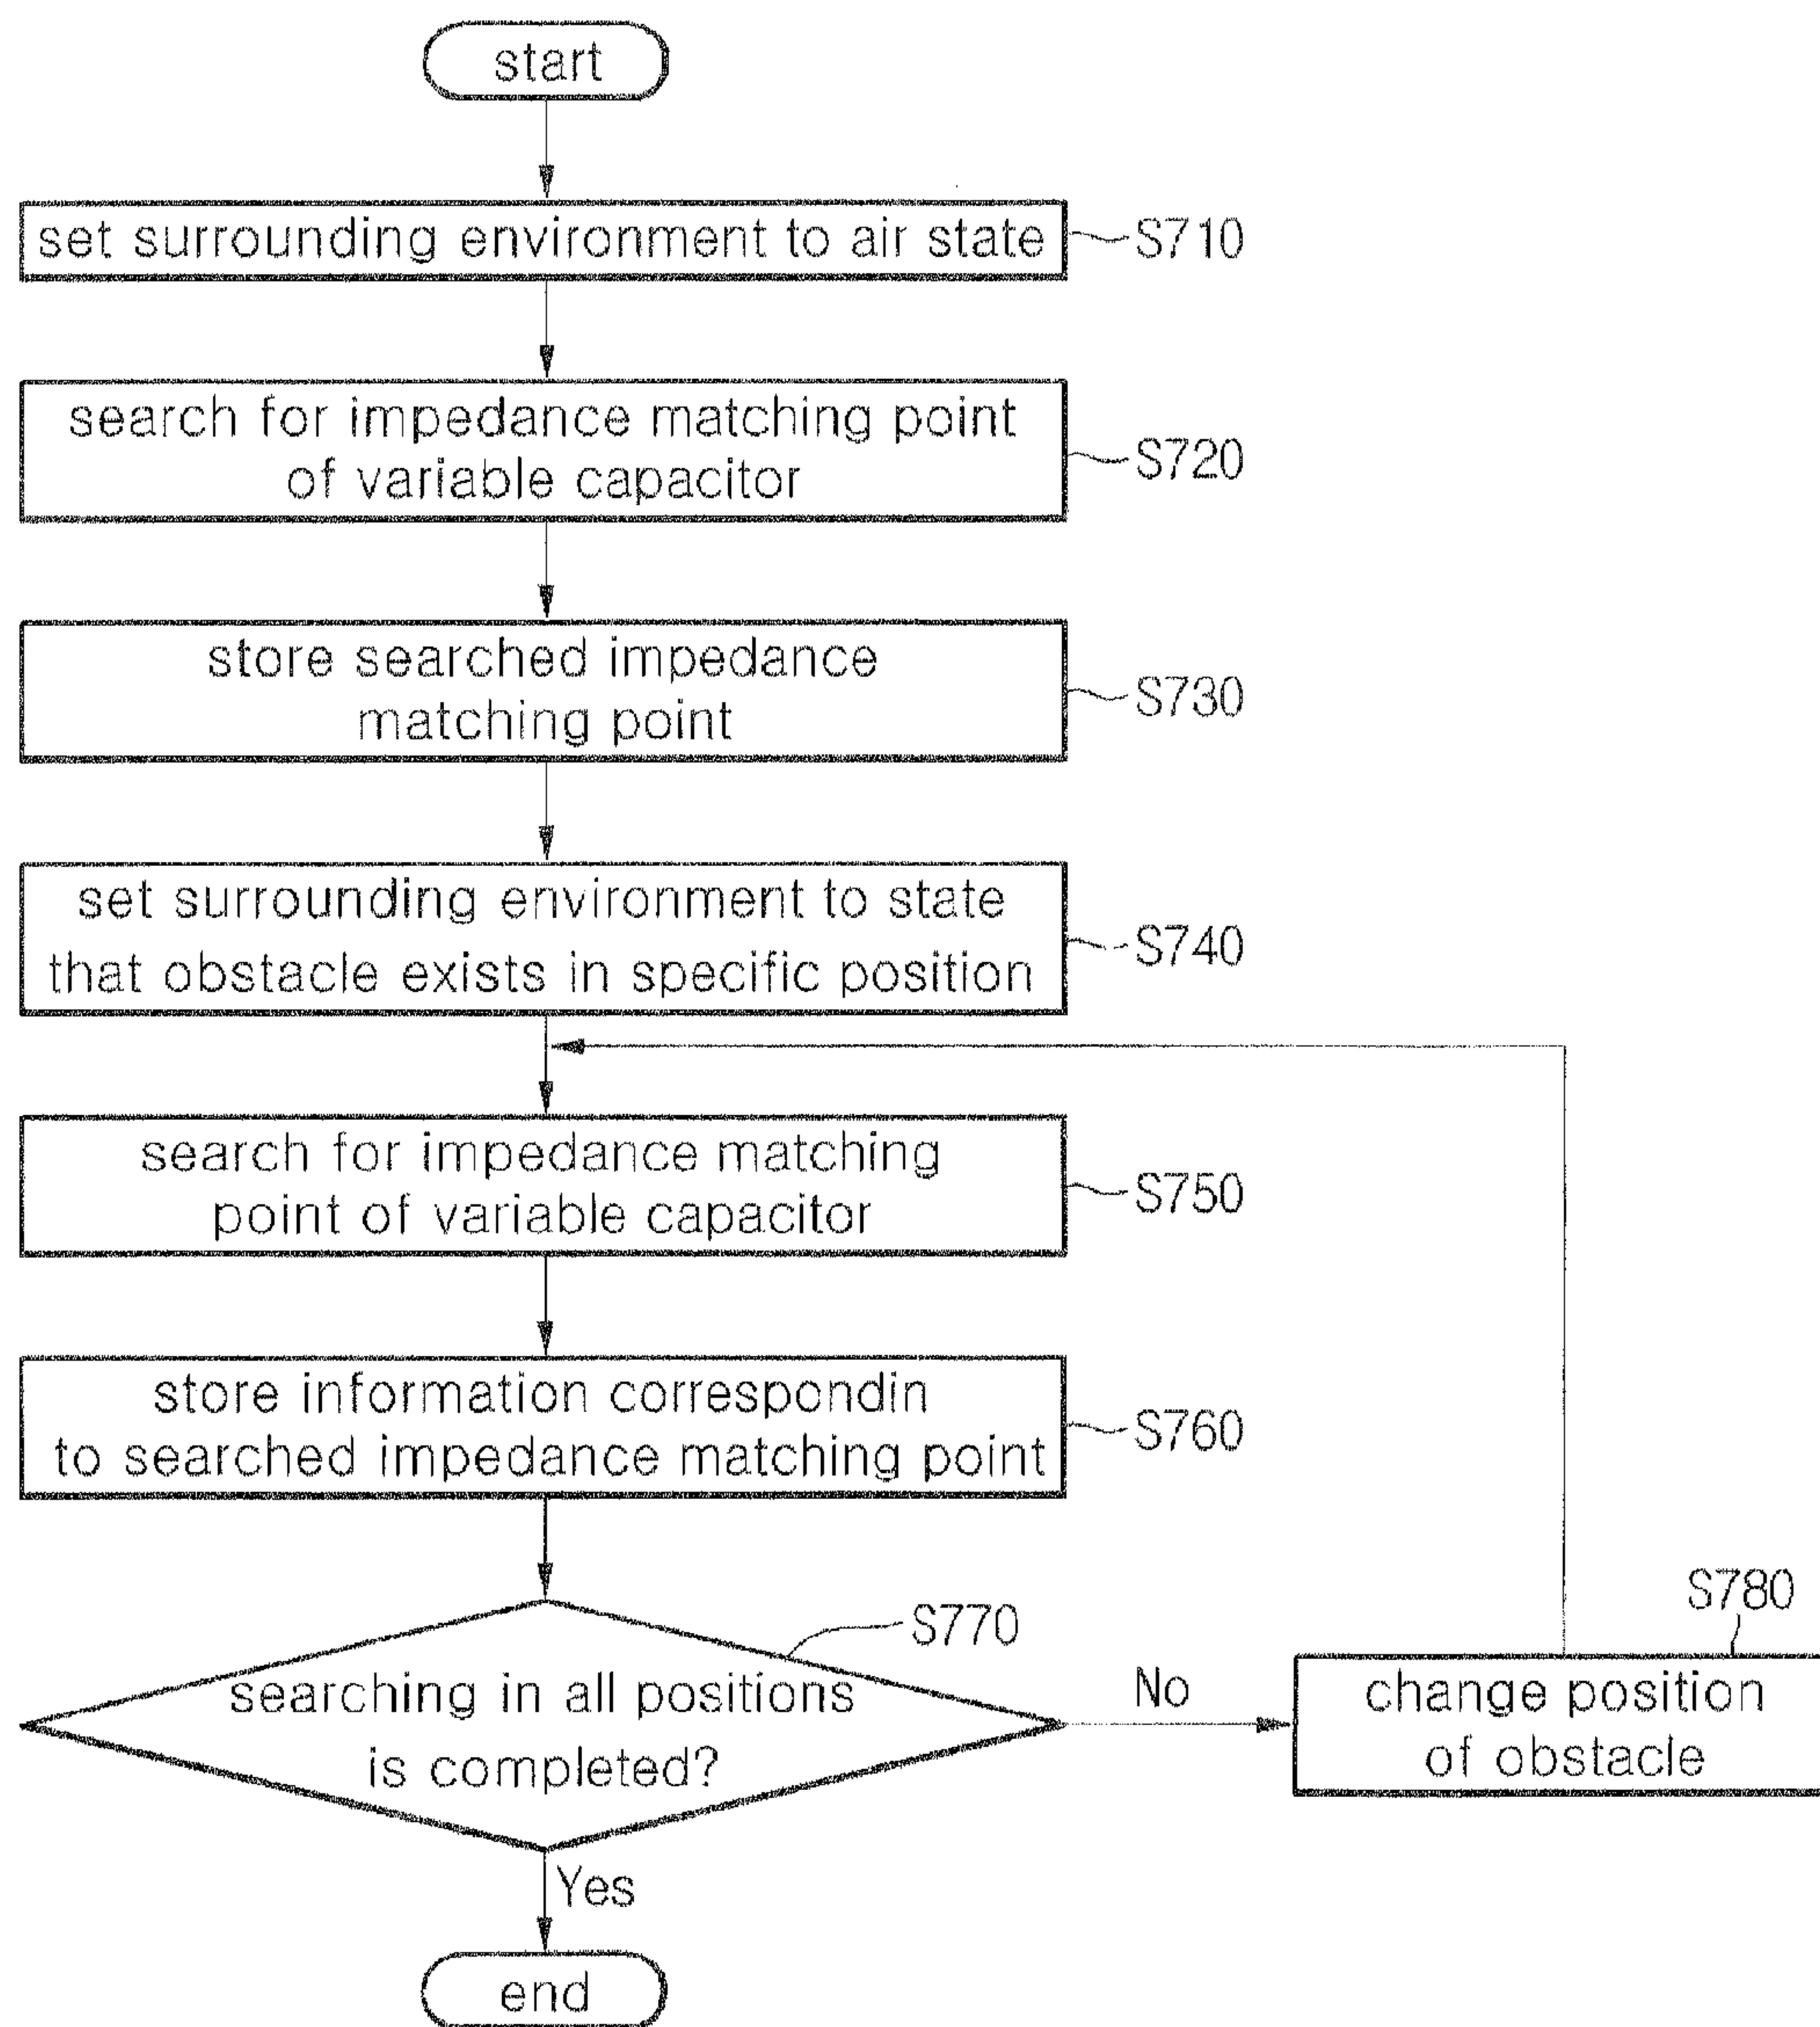 start
set surrounding environment to air state
S710
search for impedance matching point
of variable capacitor
S720
store searched impedance
matching point
S730
set surrounding environment to state
that obstacle exists in specific position
S740
search for impedance matching
point of variable capacitor
S750
store information correspondin
to searched impedance matching point
S760
S770
searching in all positions
is completed?
No
S780
change position
of obstacle
Yes
end